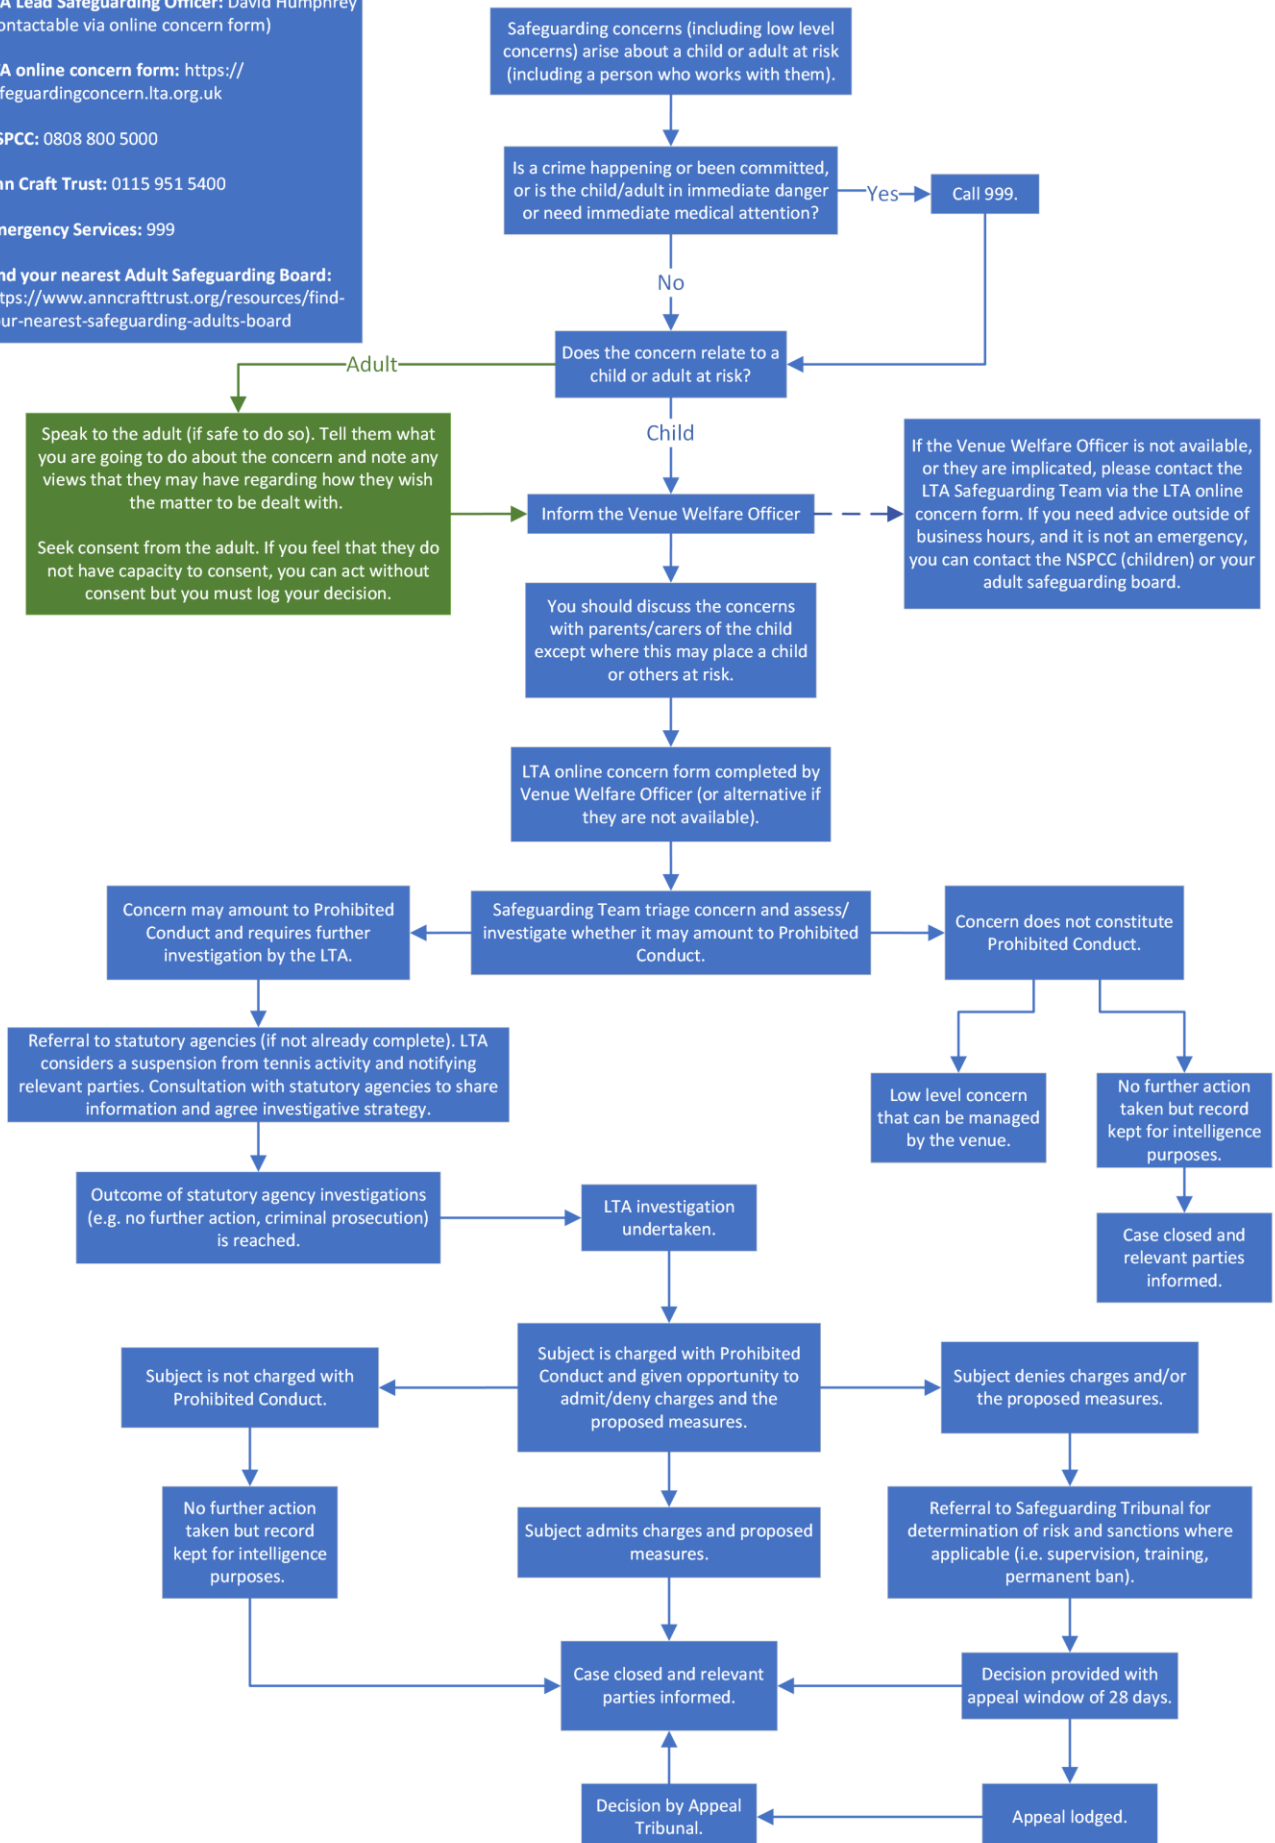 A Lead Safeguarding Officer: David Humphrey
ontactable via online concern form)
A online concern form: https://
feguardingconcern.lta.org.uk
SPCC: 0808 800 5000
nn Craft Trust: 0115 951 5400
mergency Services: 999
nd your nearest Adult Safeguarding Board:
tps://www.anncrafttrust.org/resources/find-
ur-nearest-safeguarding-adults-board
Safeguarding concerns (including low level
concerns) arise about a child or adult at risk
(including a person who works with them).
Is a crime happening or been committed,
or is the child/adult in immediate danger
or need immediate medical attention?
Yes
Call 999.
No
Does the concern relate to a
child or adult at risk?
Adult
Speak to the adult (if safe to do so). Tell them what
you are going to do about the concern and note any
views that they may have regarding how they wish
the matter to be dealt with.
Seek consent from the adult. If you feel that they do
not have capacity to consent, you can act without
consent but you must log your decision.
Child
Inform the Venue Welfare Officer
If the Venue Welfare Officer is not available,
or they are implicated, please contact the
LTA Safeguarding Team via the LTA online
concern form. If you need advice outside of
business hours, and it is not an emergency,
you can contact the NSPCC (children) or your
adult safeguarding board.
You should discuss the concerns
with parents/carers of the child
except where this may place a child
or others at risk.
LTA online concern form completed by
Venue Welfare Officer (or alternative if
they are not available).
Safeguarding Team triage concern and assess/
investigate whether it may amount to Prohibited
Conduct.
Concern may amount to Prohibited
Conduct and requires further
investigation by the LTA.
Concern does not constitute
Prohibited Conduct.
Referral to statutory agencies (if not already complete). LTA
considers a suspension from tennis activity and notifying
relevant parties. Consultation with statutory agencies to share
information and agree investigative strategy.
Low level concern
that can be managed
by the venue.
No further action
taken but record
kept for intelligence
purposes.
Case closed and
relevant parties
informed.
Outcome of statutory agency investigations
(e.g. no further action, criminal prosecution)
is reached.
LTA investigation
undertaken.
Subject is charged with Prohibited
Conduct and given opportunity to
admit/deny charges and the
proposed measures.
Subject is not charged with
Prohibited Conduct.
Subject denies charges and/or
the proposed measures.
No further action
taken but record
kept for intelligence
purposes.
Subject admits charges and proposed
measures.
Referral to Safeguarding Tribunal for
determination of risk and sanctions where
applicable (i.e. supervision, training,
permanent ban).
Case closed and relevant
parties informed.
Decision provided with
appeal window of 28 days.
Decision by Appeal
Tribunal.
Appeal lodged.